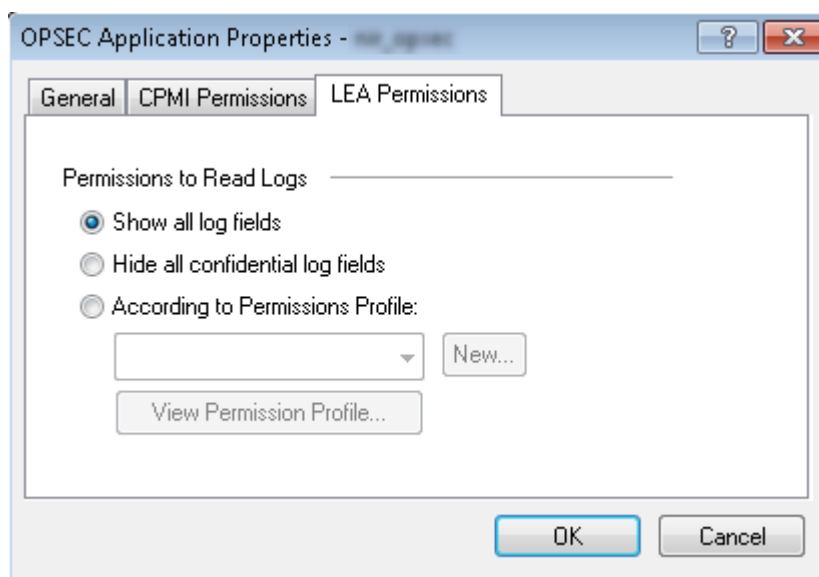 OPSEC Application Properties -
General CPMI Permissions LEA Permissions
Permissions to Read Logs
Show all log fields
Hide all confidential log fields
According to Permissions Profile:
New...
View Permission Profile...
OK Cancel